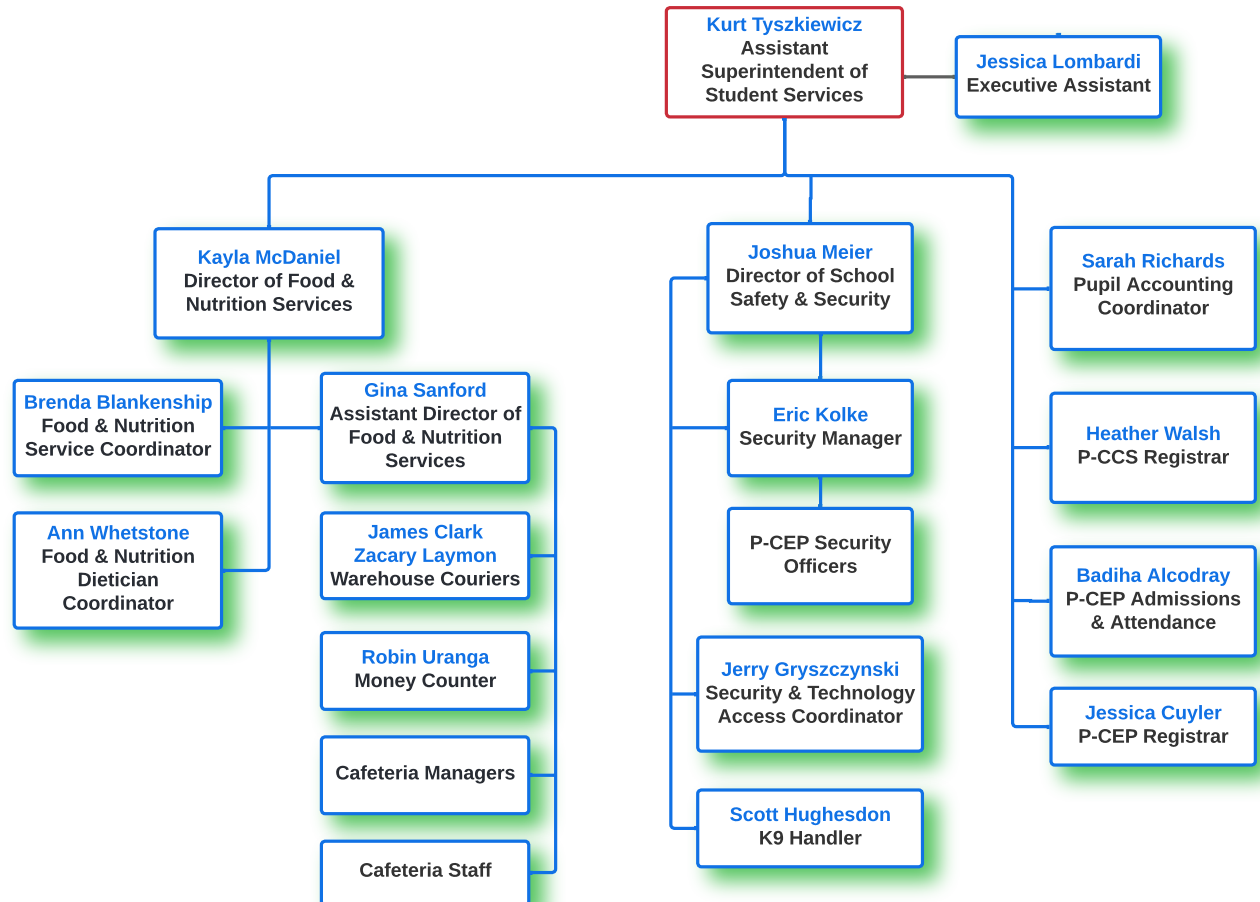 Kurt Tyszkiewicz
Assistant
Superintendent of
Student Services
Jessica Lombardi
Executive Assistant
Kayla McDaniel
Director of Food &
Nutrition Services
Brenda Blankenship
Food & Nutrition
Service Coordinator
Ann Whetstone
Food & Nutrition
Dietician
Coordinator
Gina Sanford
Assistant Director of
Food & Nutrition
Services
James Clark
Zacary Laymon
Warehouse Couriers
Robin Uranga
Money Counter
Cafeteria Managers
Cafeteria Staff
Joshua Meier
Director of School
Safety & Security
Eric Kolke
Security Manager
P-CEP Security
Officers
Jerry Gryszczynski
Security & Technology
Access Coordinator
Scott Hughesdon
K9 Handler
Sarah Richards
Pupil Accounting
Coordinator
Heather Walsh
P-CCS Registrar
Badiha Alcodray
P-CEP Admissions
& Attendance
Jessica Cuyler
P-CEP Registrar